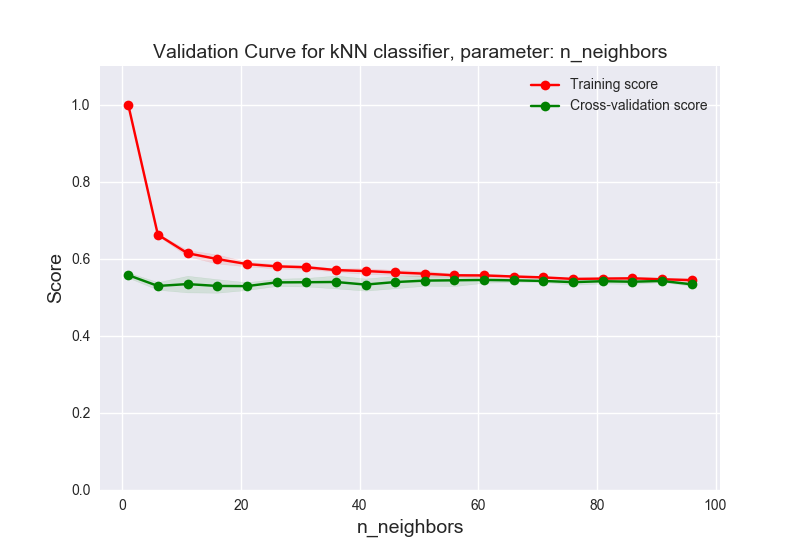 Validation Curve for kNN classifier, parameter: n_neighbors
Training score
Cross-validation score
1.0
0.8
0.6
0.4
0.2
0.0
Score
0 20 40 60 80 100
n_neighbors